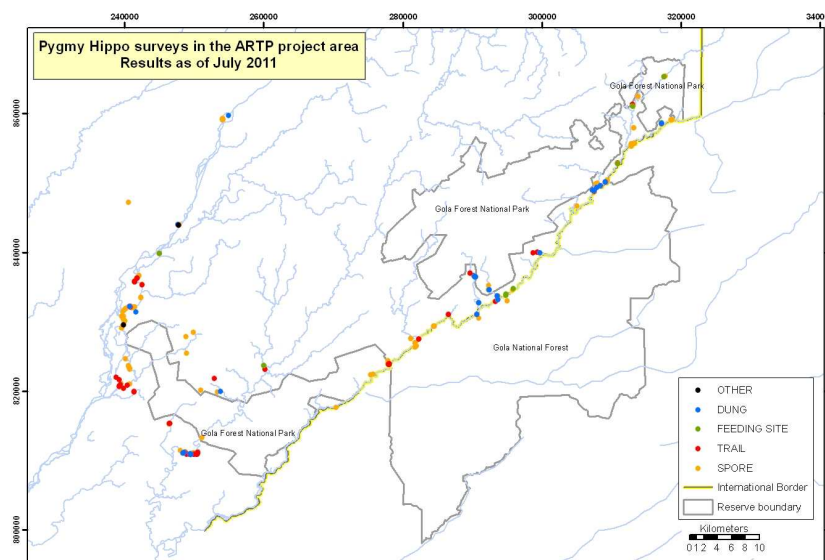 240000 260000 280000 300000 320000 3400
Pygmy Hippo surveys in the ARTP project area
Results as of July 2011
Gola Forest National Park
860000
Gola Forest National Park
840000
Gola National Forest
820000
Gola Forest National Park
800000
OTHER
DUNG
FEEDING SITE
TRAIL
SPORE
International Border
Reserve boundary
Kilometers
0 1 2 4 6 8 10